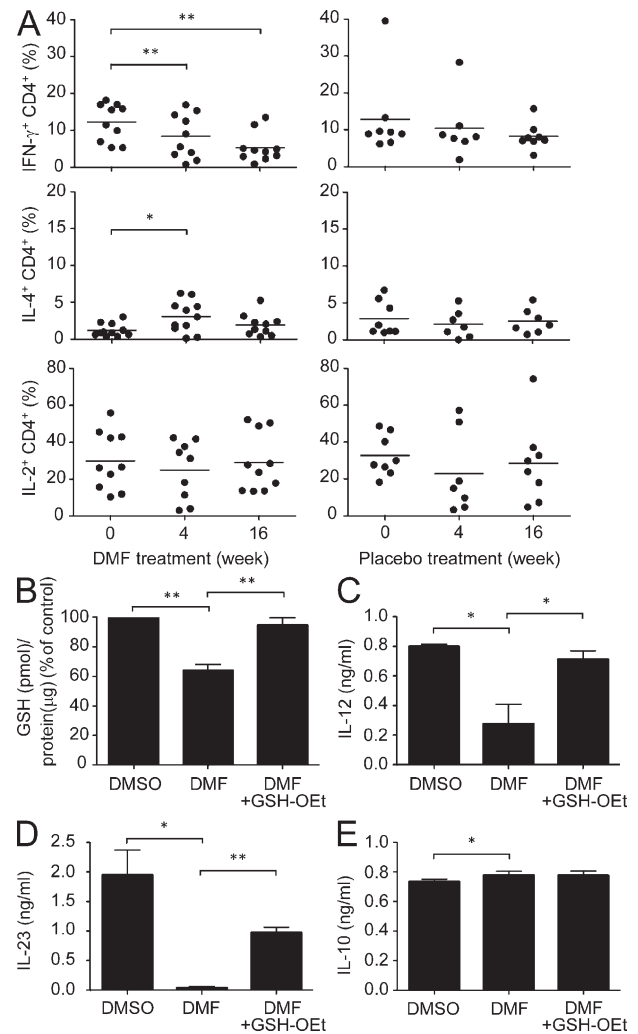 A
IFN-γ+ CD4+ (%)
40
30
20
10
0
**
**
40
30
20
10
0
IL-4+ CD4+ (%)
20
15
10
5
0
*
20
15
10
5
0
IL-2+ CD4+ (%)
80
60
40
20
0
80
60
40
20
0
0 4 16
0 4 16
DMF treatment (week)
Placebo treatment (week)
B
GSH (pmol)/
protein(μg) (% of control)
100
80
60
40
20
0
** **
DMSO DMF DMF
+GSH-OEt
C
IL-12 (ng/ml)
1.0
0.8
0.6
0.4
0.2
0.0
* *
DMSO DMF DMF
+GSH-OEt
D
IL-23 (ng/ml)
2.5
2.0
1.5
1.0
0.5
0.0
*
**
DMSO DMF DMF
+GSH-OEt
E
IL-10 (ng/ml)
1.0
0.8
0.6
0.4
0.2
0.0
*
DMSO DMF DMF
+GSH-OEt